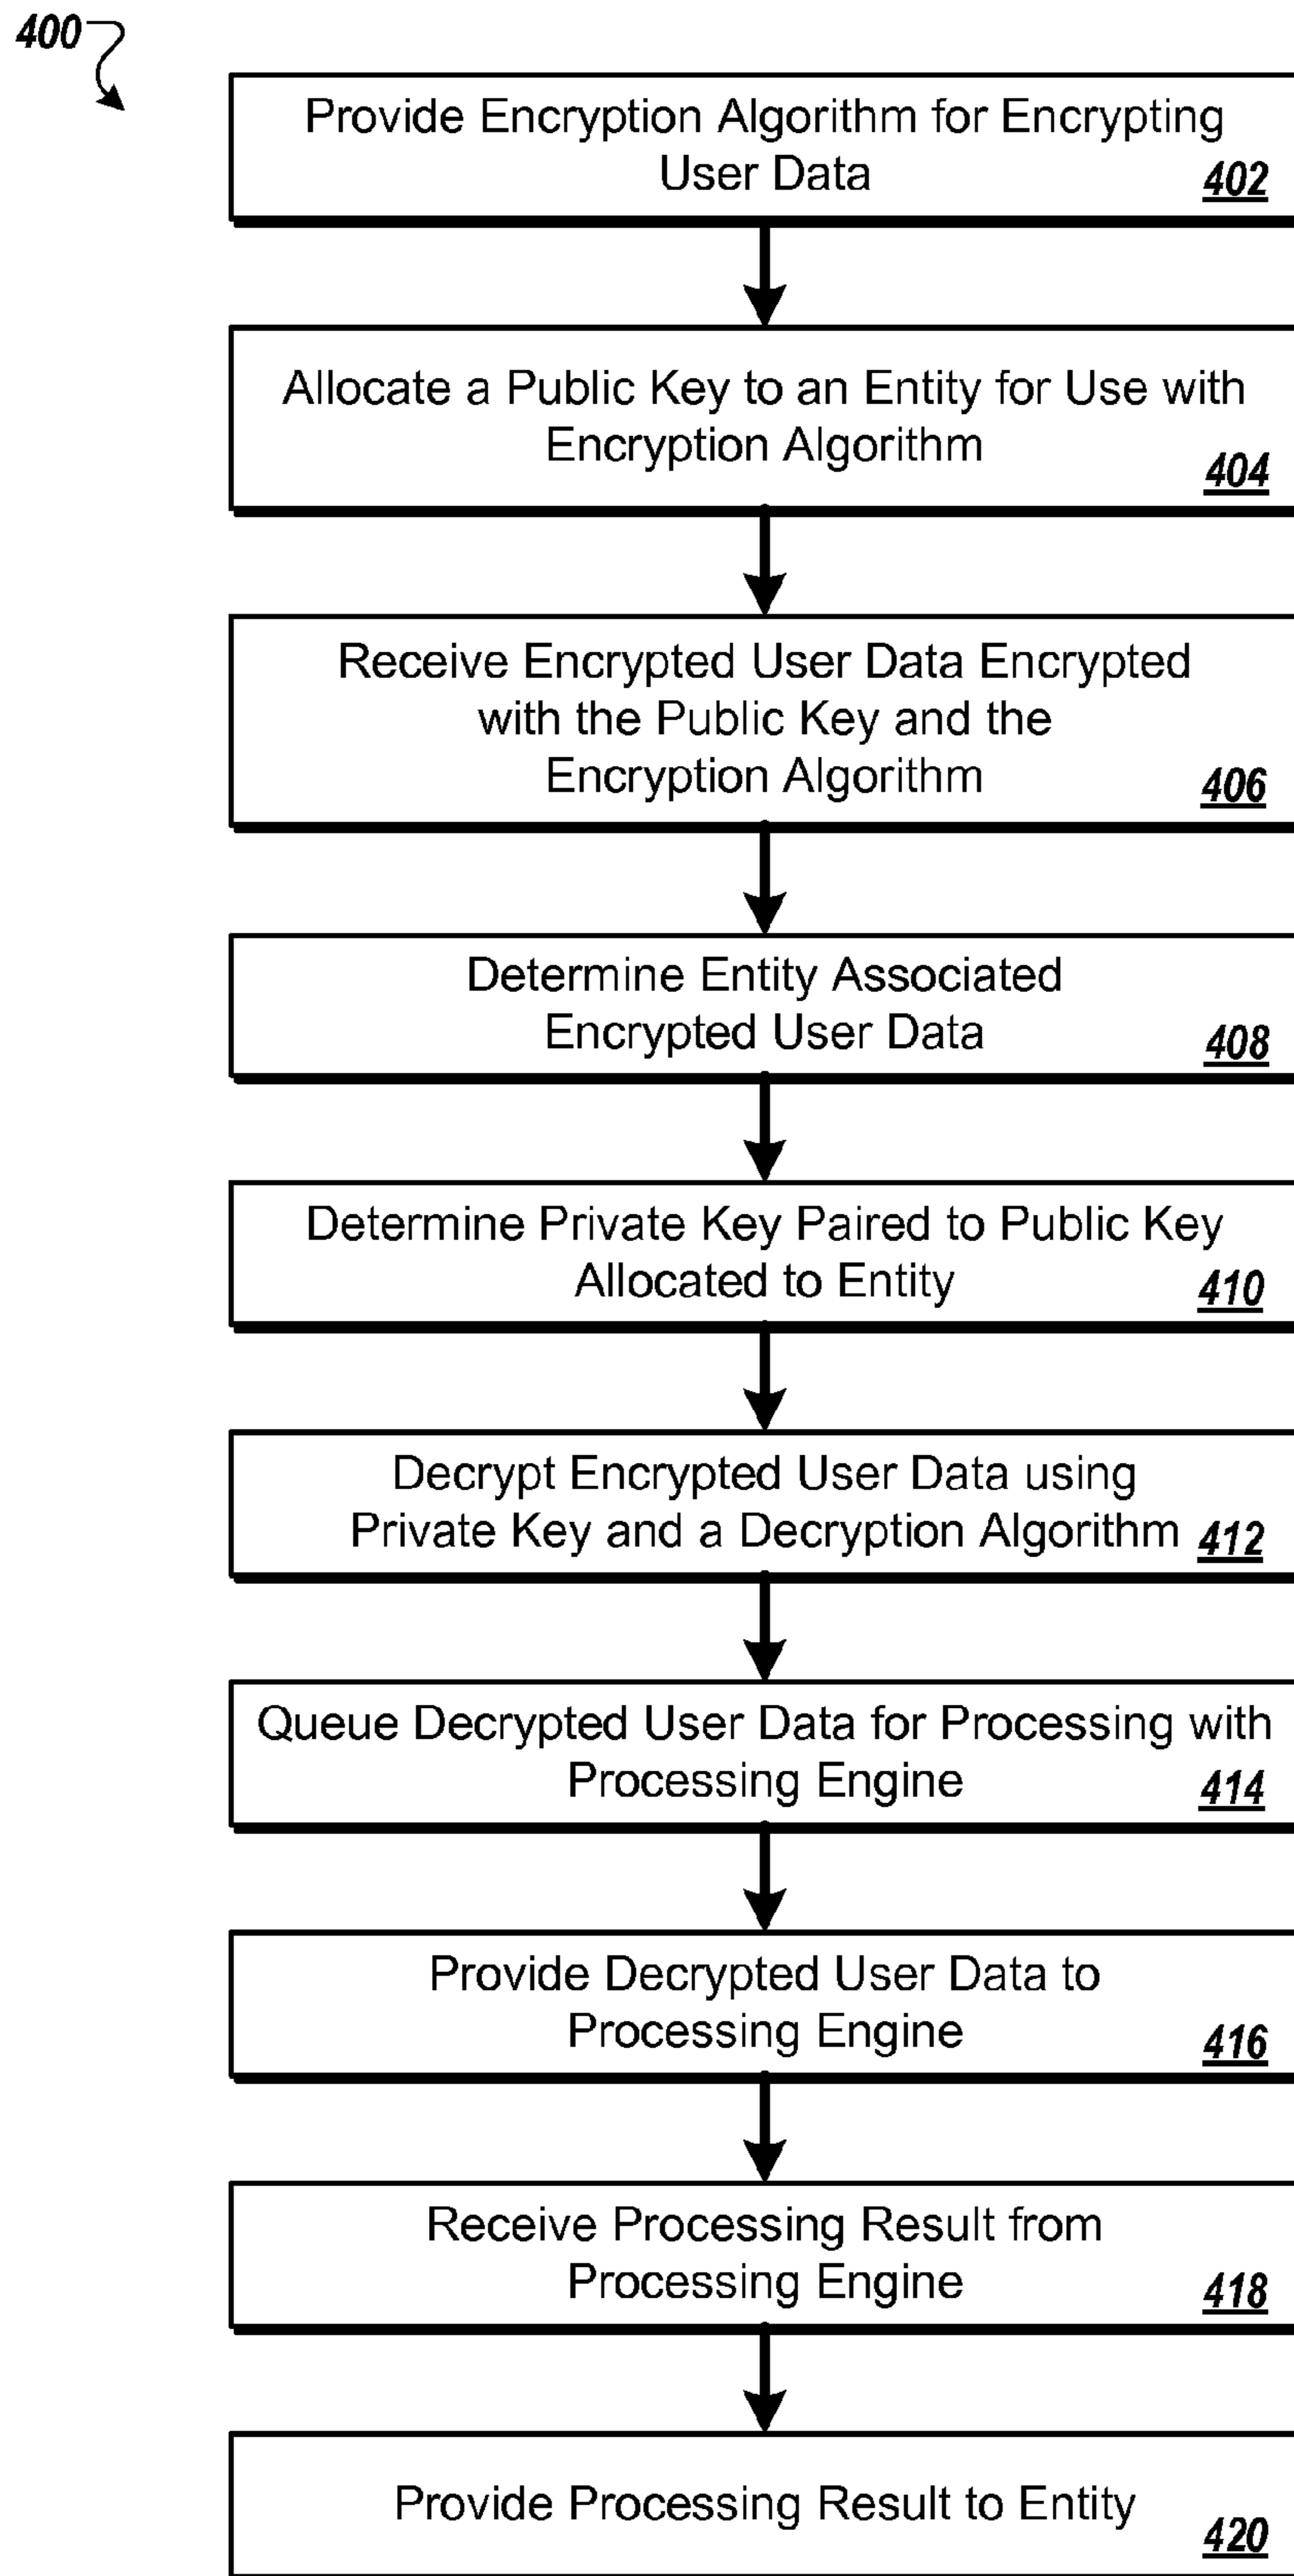 400
Provide Encryption Algorithm for Encrypting
User Data
402
Allocate a Public Key to an Entity for Use with
Encryption Algorithm
404
Receive Encrypted User Data Encrypted
with the Public Key and the
Encryption Algorithm
406
Determine Entity Associated
Encrypted User Data
408
Determine Private Key Paired to Public Key
Allocated to Entity
410
Decrypt Encrypted User Data using
Private Key and a Decryption Algorithm 412
Queue Decrypted User Data for Processing with
Processing Engine
414
Provide Decrypted User Data to
Processing Engine
416
Receive Processing Result from
Processing Engine
418
Provide Processing Result to Entity
420